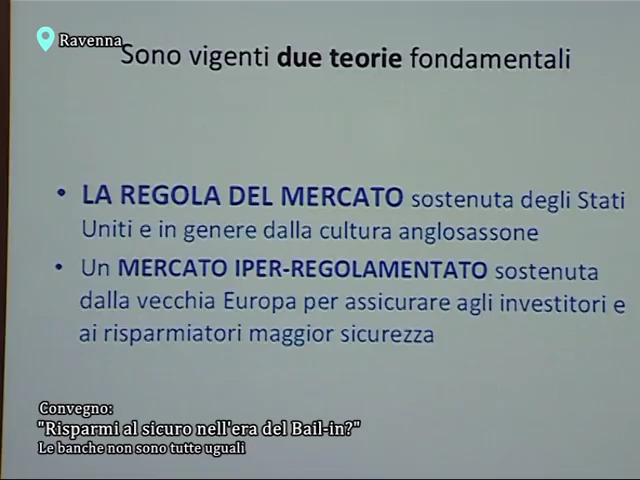 Ravenna
Sono vigenti due teorie fondamentali
• LA REGOLA DEL MERCATO sostenuta degli Stati
Uniti e in genere dalla cultura anglosassone
• Un MERCATO IPER-REGOLAMENTATO sostenuta
dalla vecchia Europa per assicurare agli investitori e
ai risparmiatori maggior sicurezza
Convegno:
"Risparmi al sicuro nell'era del Bail-in?"
Le banche non sono tutte uguali